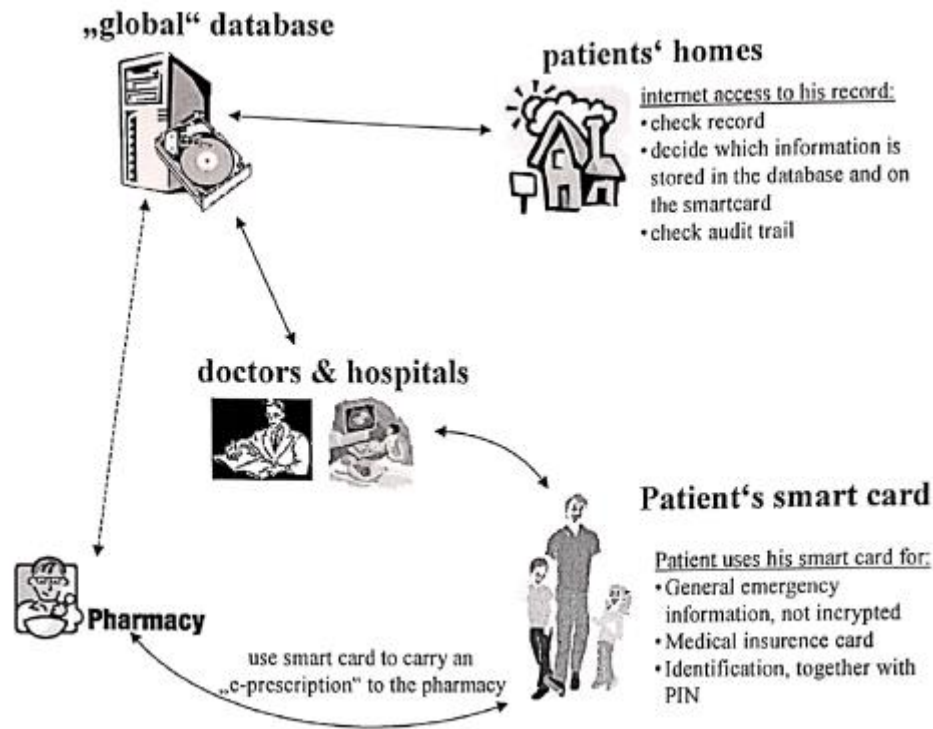 „global“ database
patients‘ homes
internet access to his record:
•check record
•decide which information is
stored in the database and on
the smartcard
•check audit trail
doctors & hospitals
Patient‘s smart card
Patient uses his smart card for:
•General emergency
information, not incrypted
•Medical insurence card
•Identification, together with
PIN
Pharmacy
use smart card to carry an
„e-prescription“ to the pharmacy